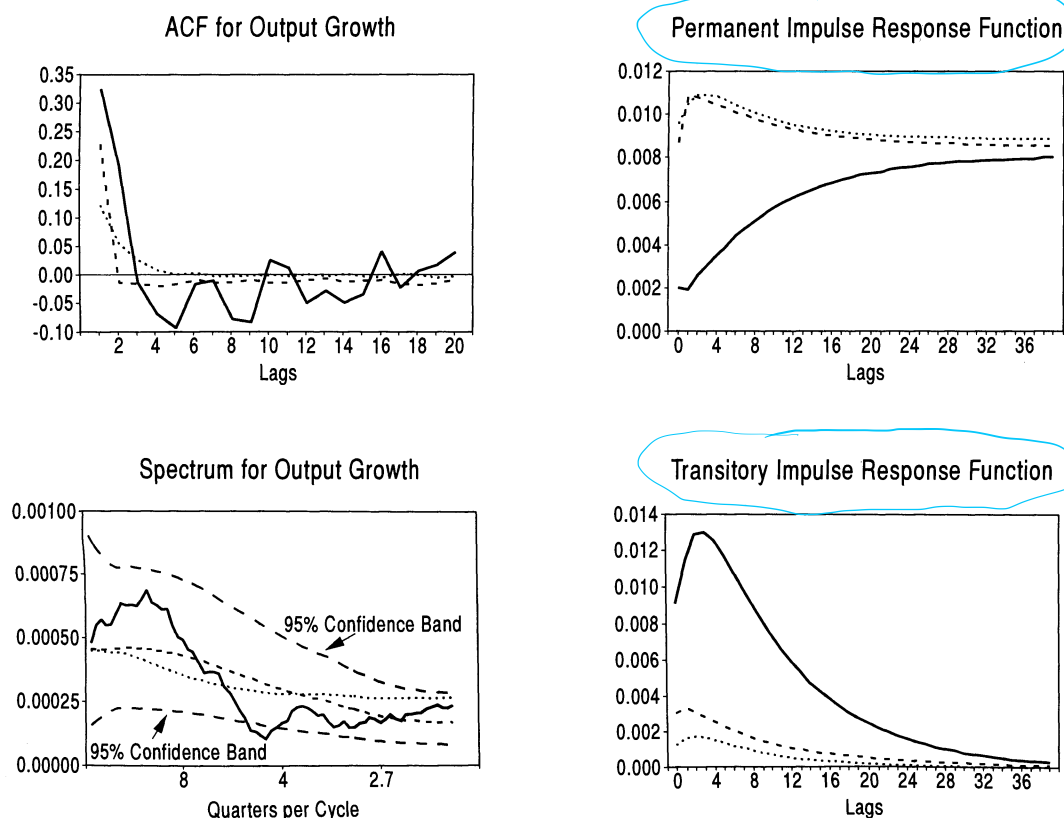 ACF for Output Growth
0.35
0.30
0.25
0.20
0.15
0.10
0.05
0.00
-0.05
-0.10
2 4 6 8 10 12 14 16 18 20
Lags
Permanent Impulse Response Function
0.012
0.010
0.008
0.006
0.004
0.002
0.000
0 4 8 12 16 20 24 28 32 36
Lags
Spectrum for Output Growth
0.00100
0.00075
0.00050
0.00025
0.00000
95% Confidence Band
95% Confidence Band
8 4 2.7
Quarters per Cycle
Transitory Impulse Response Function
0.014
0.012
0.010
0.008
0.006
0.004
0.002
0.000
0 4 8 12 16 20 24 28 32 36
Lags